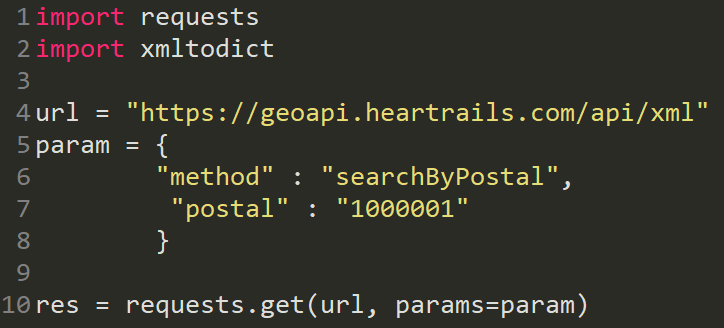 1 import requests
2 import xmltodict
3
4 url = "https://geoapi.heartrails.com/api/xml"
5 param = {
6         "method" : "searchByPostal",
7          "postal" : "1000001"
8         }
9
10 res = requests.get(url, params=param)